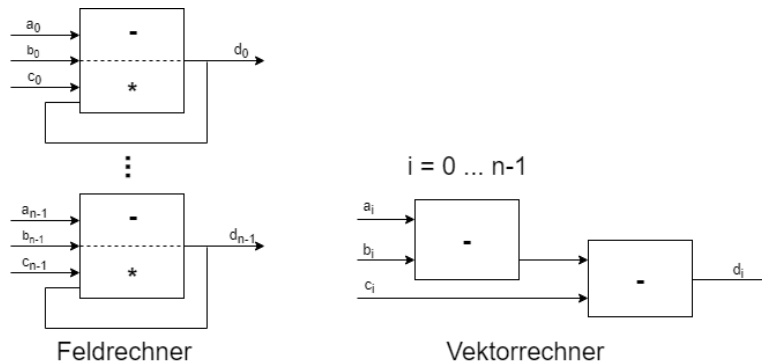 a₀
-
b₀
d₀
c₀
*
⋮
i = 0 ... n-1
aₙ₋₁
-
bₙ₋₁
dₙ₋₁
cₙ₋₁
*
aᵢ
bᵢ
-
cᵢ
-
dᵢ
Feldrechner
Vektorrechner